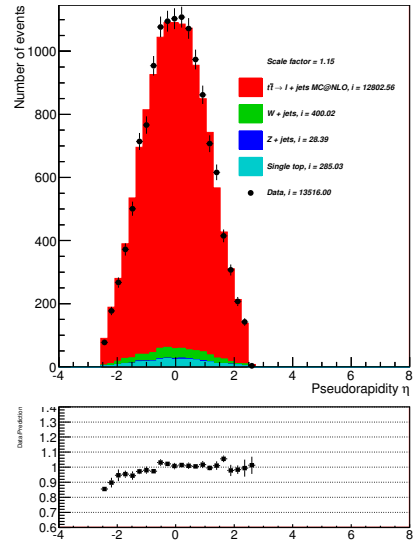 Number of events
1000
800
600
400
200
0
Scale factor = 1.15
tt̄ → l + jets MC@NLO, i = 12802.56
W + jets, i = 400.02
Z + jets, i = 28.39
Single top, i = 285.03
Data, i = 13516.00
-4 -2 0 2 4 6 8
Pseudorapidity η
Data/Prediction
1.4
1.3
1.2
1.1
1
0.9
0.8
0.7
0.6
-4 -2 0 2 4 6 8